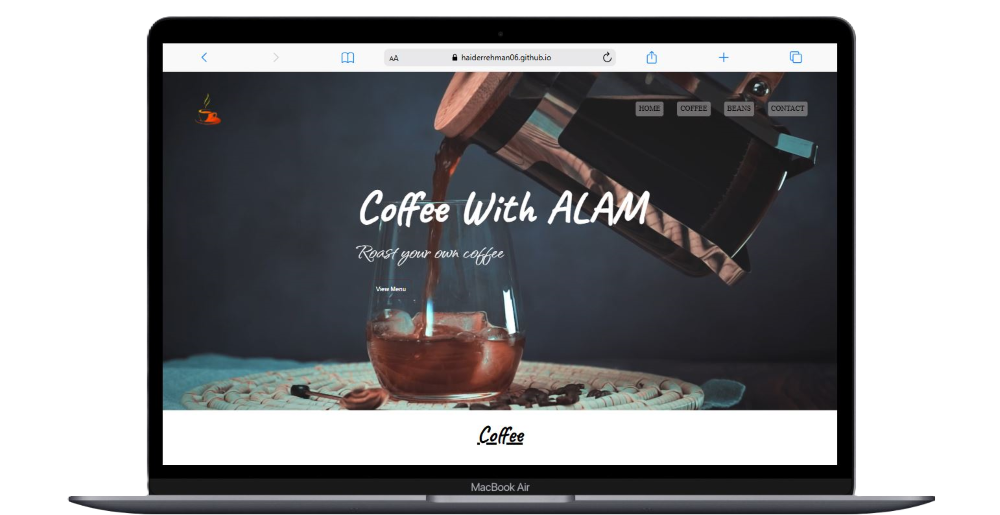 AA haiderrehman06.github.io
HOME COFFEE BEANS CONTACT
Coffee With ALAM
Roast your own coffee
View Menu
Coffee
MacBook Air